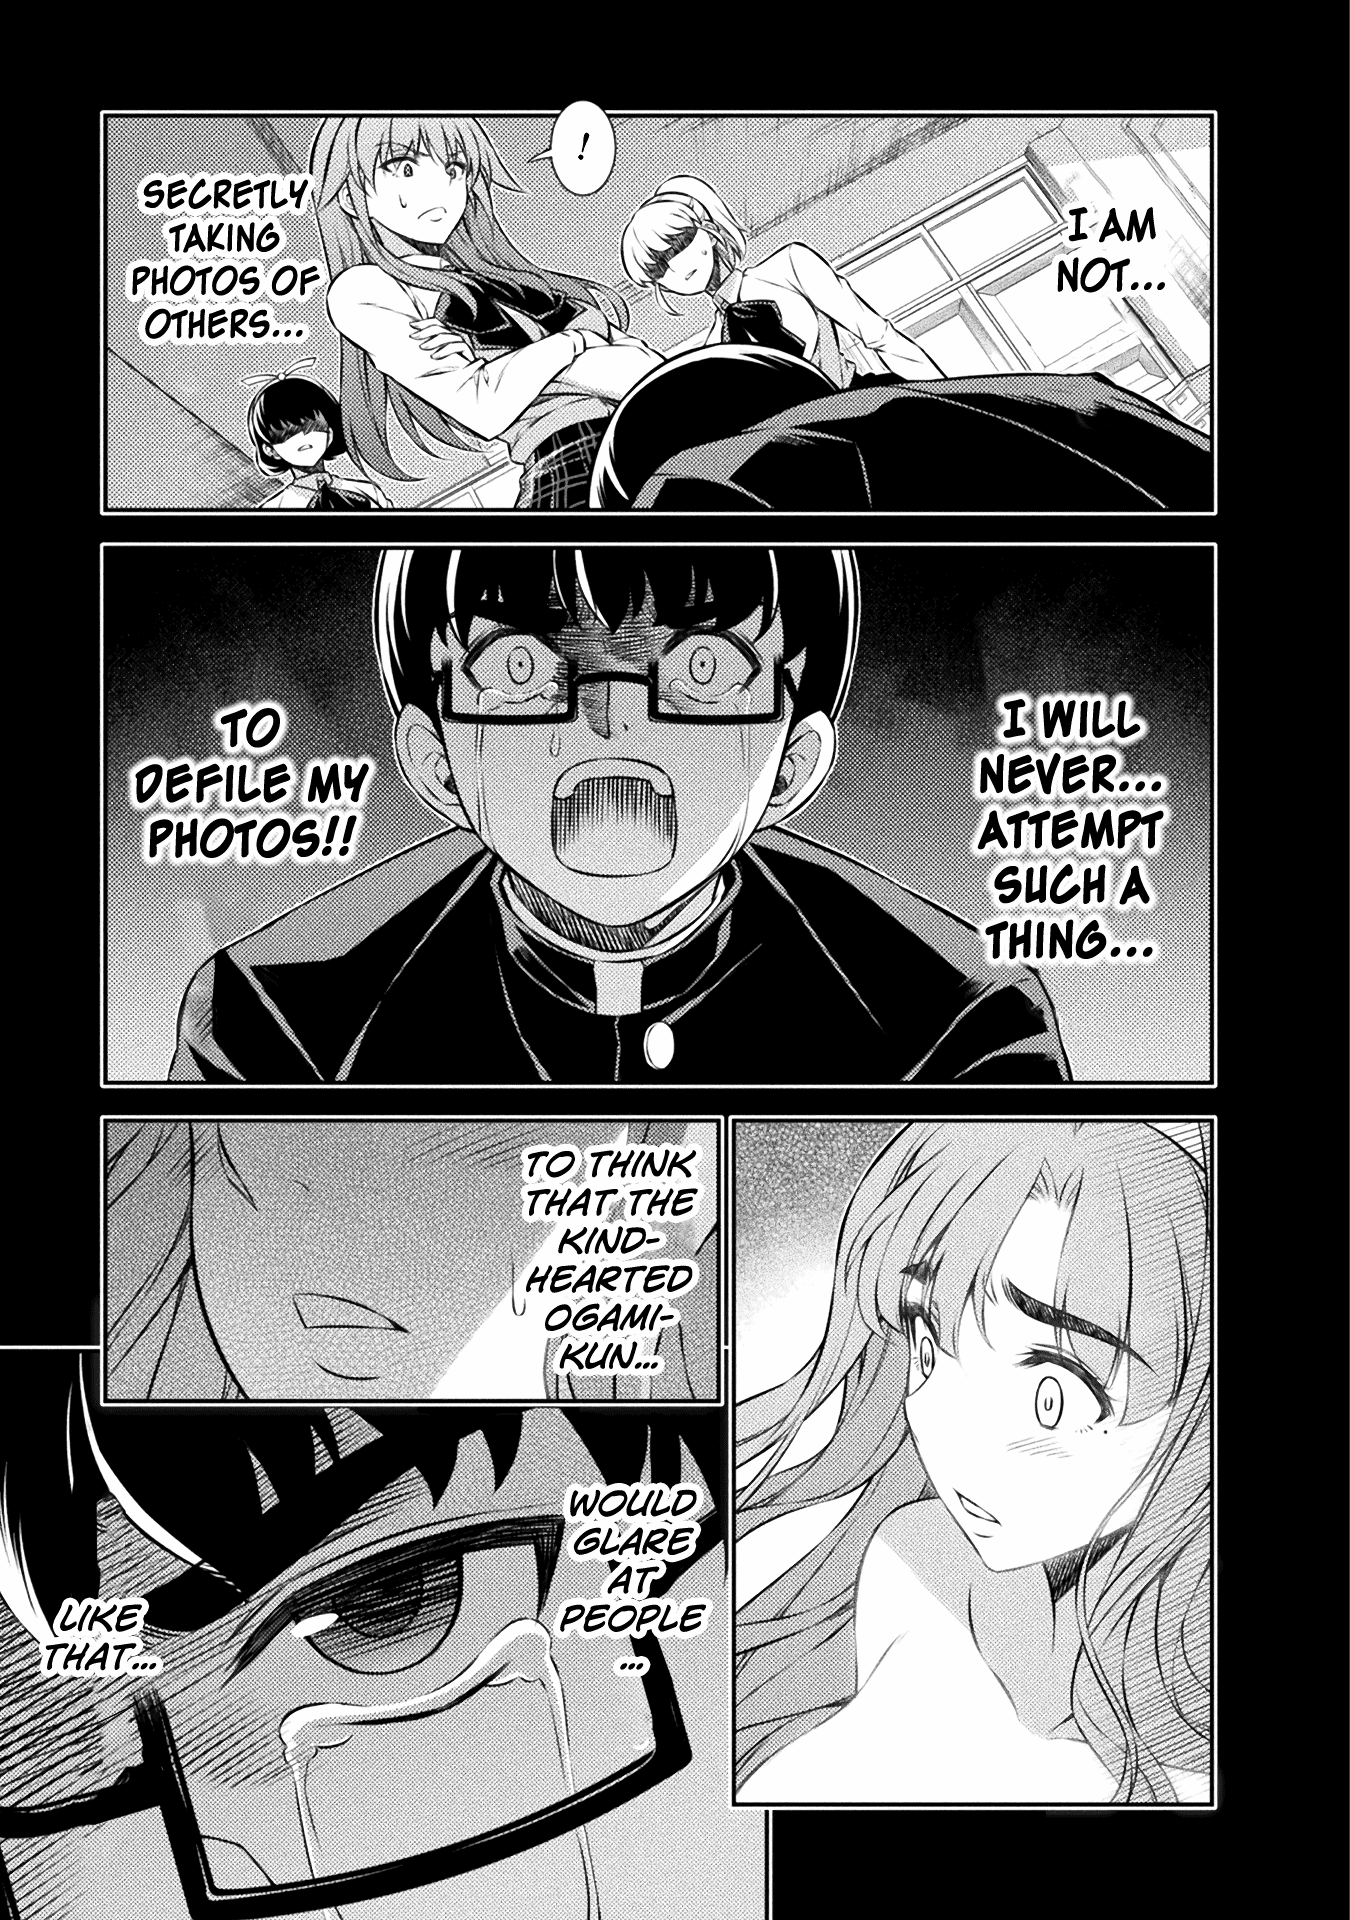 !
I AM
NOT...
SECRETLY
TAKING
PHOTOS OF
OTHERS...
I WILL
NEVER...
ATTEMPT
SUCH A
THING...
TO
DEFILE MY
PHOTOS!!
TO THINK
THAT THE
KIND-
HEARTED
OGAMI-
KUN...
WOULD
GLARE
AT
PEOPLE
...
LIKE
THAT...